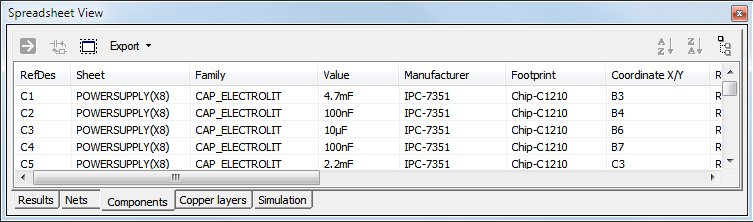 Spreadsheet View
Export
RefDes Sheet Family Value Manufacturer Footprint Coordinate X/Y R
C1 POWERSUPPLY(X8) CAP_ELECTROLIT 4.7mF IPC-7351 Chip-C1210 B3 R
C2 POWERSUPPLY(X8) CAP_ELECTROLIT 100nF IPC-7351 Chip-C1210 B4 R
C3 POWERSUPPLY(X8) CAP_ELECTROLIT 10µF IPC-7351 Chip-C1210 B6 R
C4 POWERSUPPLY(X8) CAP_ELECTROLIT 100nF IPC-7351 Chip-C1210 B7 R
C5 POWERSUPPLY(X8) CAP_ELECTROLIT 2.2mF IPC-7351 Chip-C1210 C3 R
Results Nets Components Copper layers Simulation